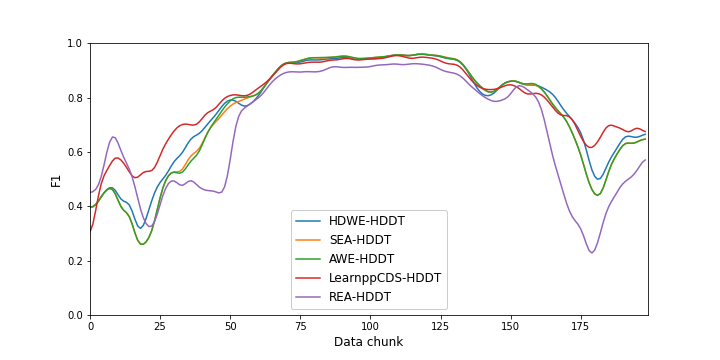 1.0
0.8
0.6
0.4
0.2
0.0
F1
0
25
50
75
100
125
150
175
Data chunk
HDWE-HDDT
SEA-HDDT
AWE-HDDT
LearnppCDS-HDDT
REA-HDDT